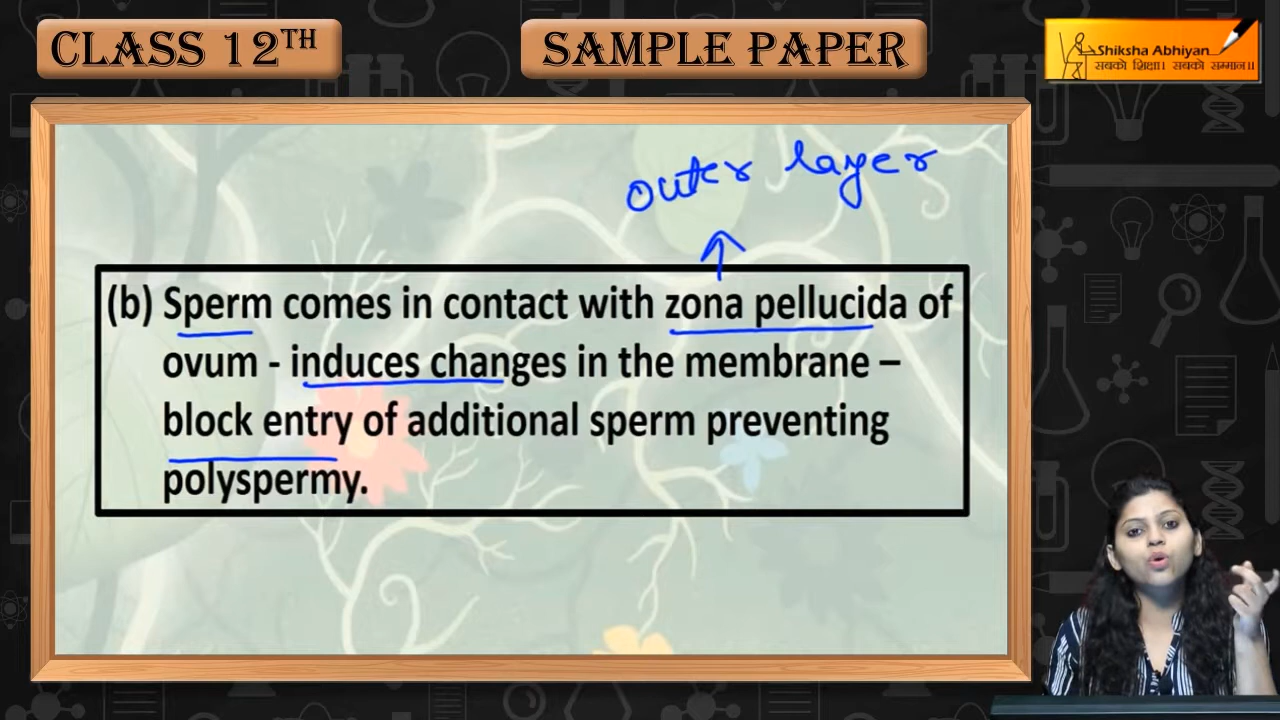 CLASS 12TH
SAMPLE PAPER
Shiksha Abhiyan
सबको शिक्षा। सबको सम्मान।।
outer layer
(b) Sperm comes in contact with zona pellucida of
ovum - induces changes in the membrane –
block entry of additional sperm preventing
polyspermy.